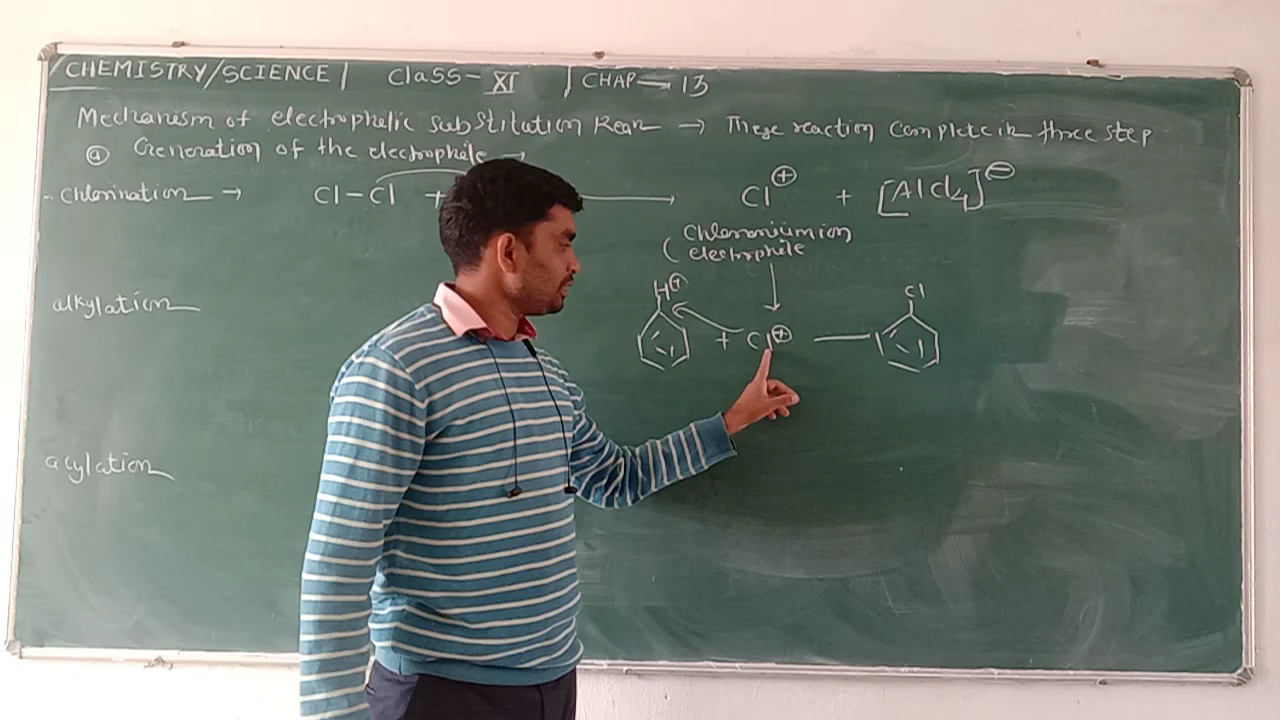 CHEMISTRY/SCIENCE | Class-XI | CHAP-13
Mechanism of electrophelic substitution Rean → These reaction complete in three step
(a) Generation of the electrophile →
- Chlorination → Cl-Cl + → Cl⊕ + [AlCl4]⊖
( Chloronium ion
electrophile
alkylation
H⊕ Cl
+ Cl⊕
acylation